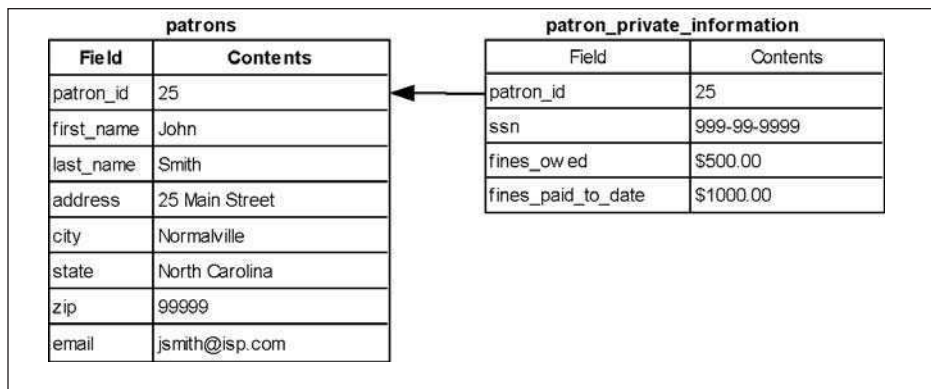 patrons
Field Contents
patron_id 25
first_name John
last_name Smith
address 25 Main Street
city Normalville
state North Carolina
zip 99999
email jsmith@isp.com
patron_private_information
Field Contents
patron_id 25
ssn 999-99-9999
fines_owed $500.00
fines_paid_to_date $1000.00